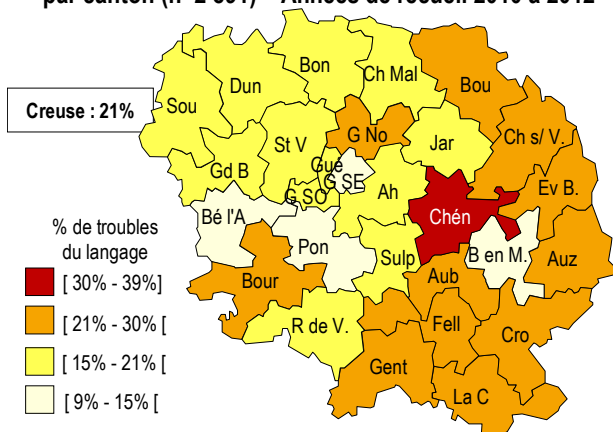 par canton (n=2 301) – Années de recueil 2010 à 2012
Creuse : 21%
Bon
Ch Mal
Bou
Dun
Sou
G No
Jar
Ch s/ V.
St V
Gué
G SE
Gd B
G SO
Ah
Ev B.
Chén
Bé l'A
Pon
Sulp
B en M.
Auz
Bour
Aub
R de V.
Fell
Cro
Gent
La C
% de troubles
du langage
[ 30% - 39%]
[ 21% - 30% [
[ 15% - 21% [
[ 9% - 15% [